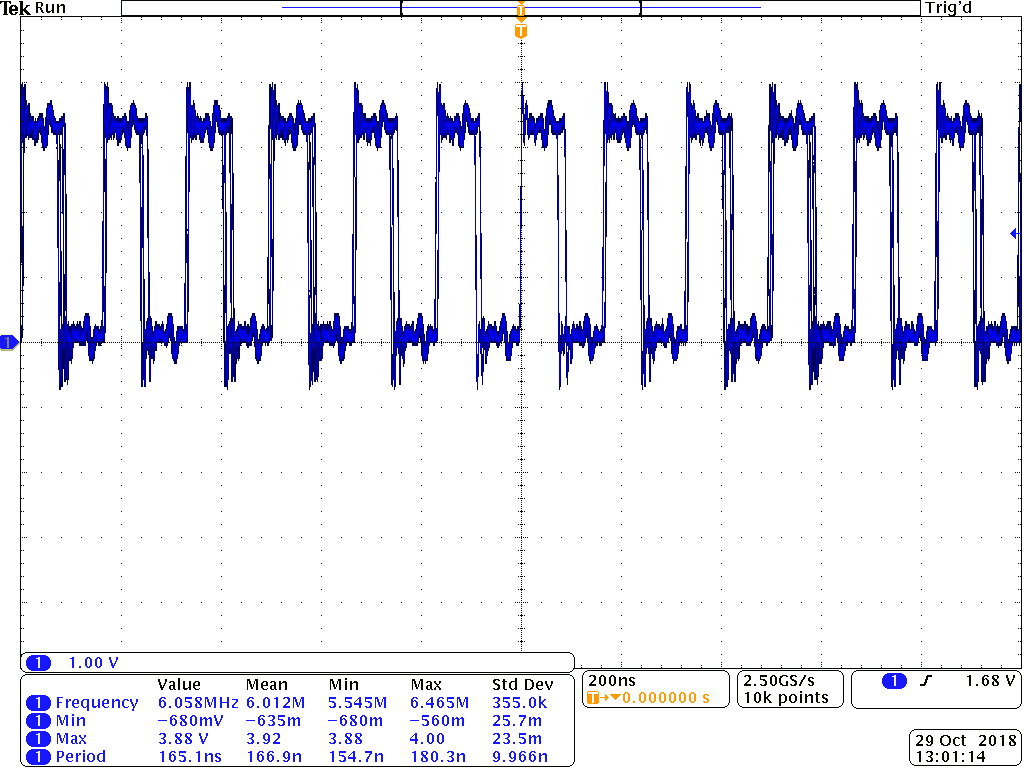 Tek Run Trig'd
T
T
1
1 1.00 V
Value Mean Min Max Std Dev
1 Frequency 6.058MHz 6.012M 5.545M 6.465M 355.0k
1 Min −680mV −635m −680m −560m 25.7m
1 Max 3.88 V 3.92 3.88 4.00 23.5m
1 Period 165.1ns 166.9n 154.7n 180.3n 9.966n
200ns
T→▼0.000000 s
2.50GS/s
10k points
1 1.68 V
29 Oct 2018
13:01:14